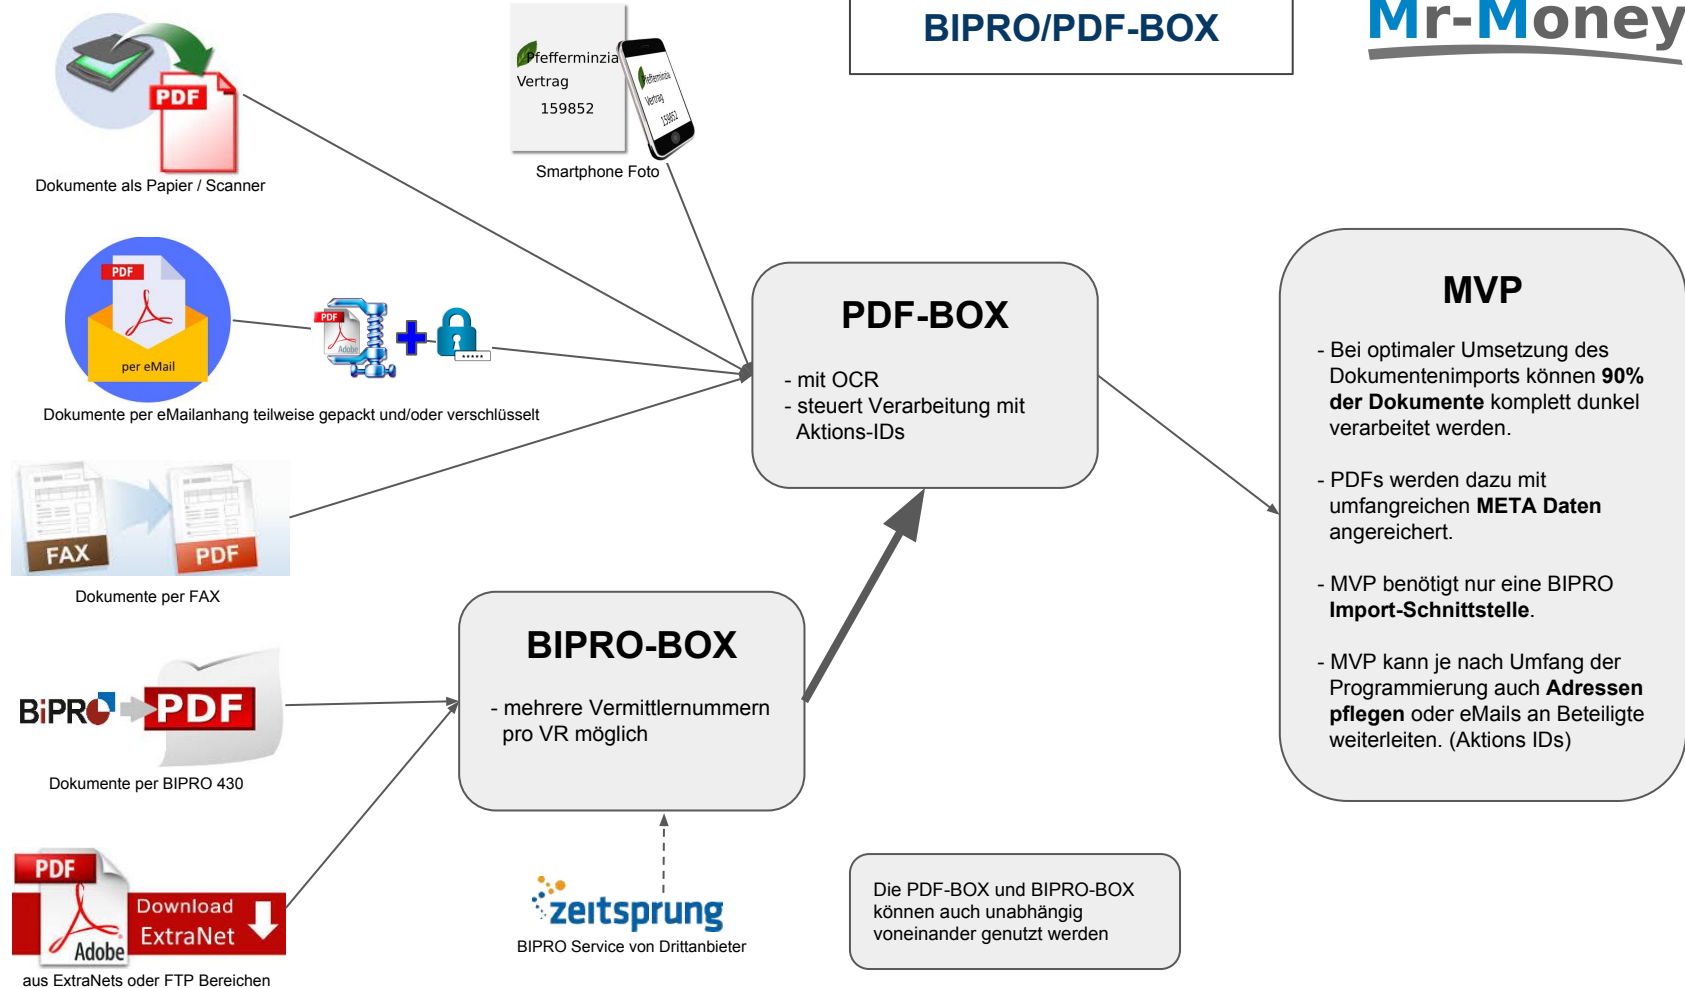 BIPRO/PDF-BOX
Mr-Money
PDF
Dokumente als Papier / Scanner
Pfefferminzia
Vertrag
159852
Pfefferminzia
Vertrag
159852
Smartphone Foto
PDF
per eMail
PDF
Adobe
*****
Dokumente per eMailanhang teilweise gepackt und/oder verschlüsselt
FAX
PDF
Dokumente per FAX
BiPRO
PDF
Dokumente per BIPRO 430
PDF
Adobe
Download
ExtraNet
aus ExtraNets oder FTP Bereichen
PDF-BOX
- mit OCR
- steuert Verarbeitung mit
Aktions-IDs
BIPRO-BOX
- mehrere Vermittlernummern
pro VR möglich
zeitsprung
BIPRO Service von Drittanbieter
Die PDF-BOX und BIPRO-BOX
können auch unabhängig
voneinander genutzt werden
MVP
- Bei optimaler Umsetzung des
Dokumentenimports können 90%
der Dokumente komplett dunkel
verarbeitet werden.
- PDFs werden dazu mit
umfangreichen META Daten
angereichert.
- MVP benötigt nur eine BIPRO
Import-Schnittstelle.
- MVP kann je nach Umfang der
Programmierung auch Adressen
pflegen oder eMails an Beteiligte
weiterleiten. (Aktions IDs)